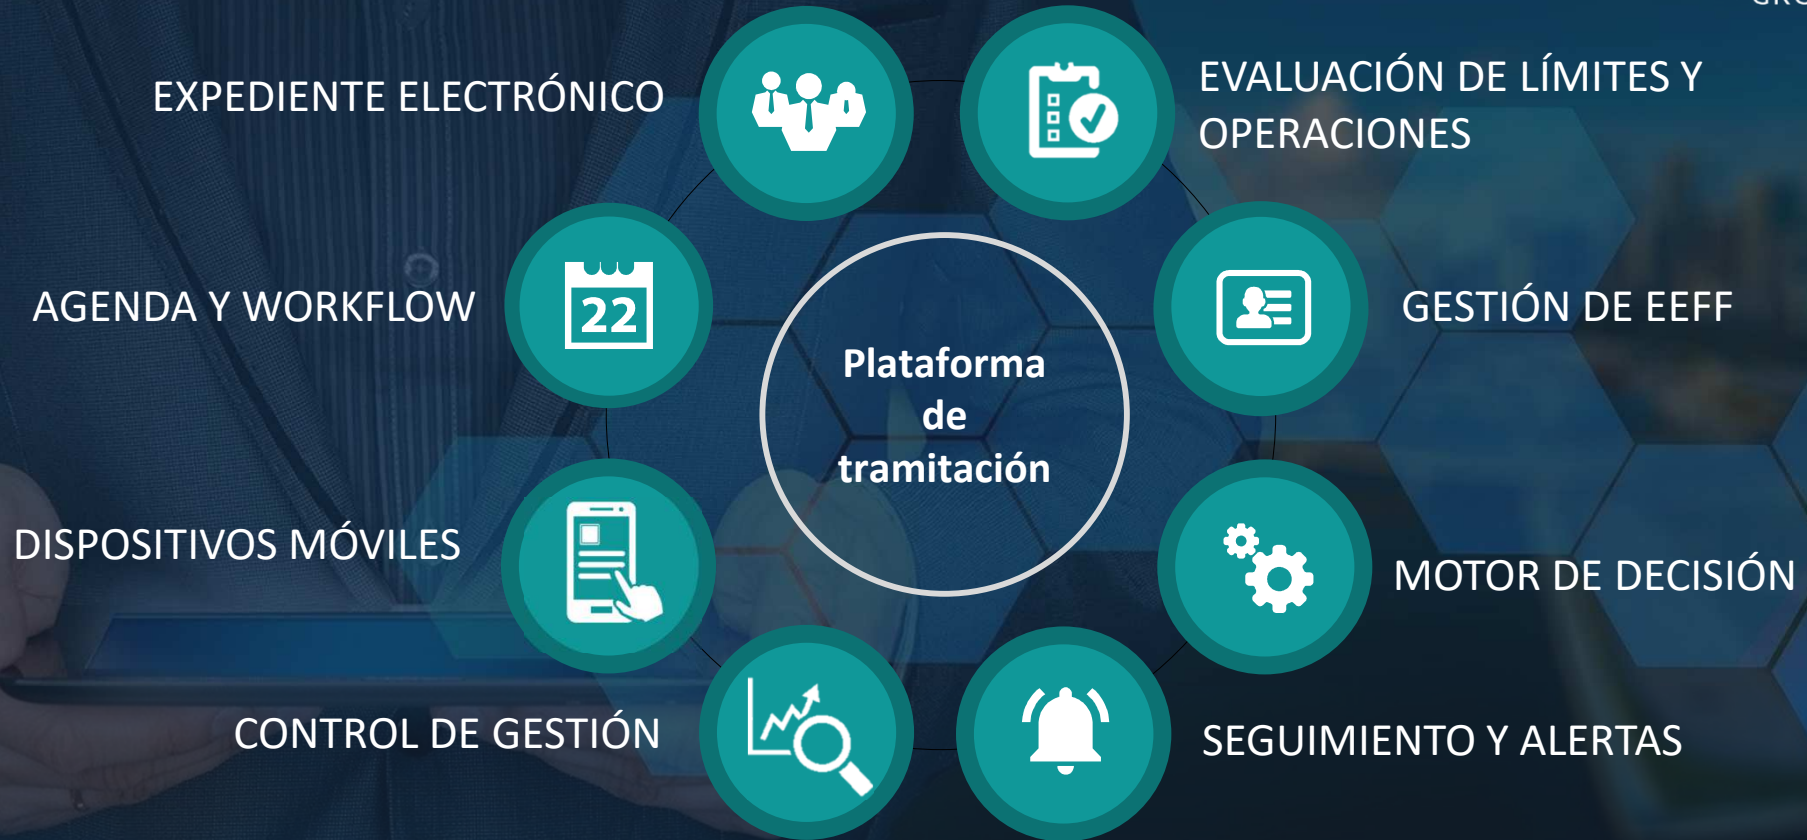 EXPEDIENTE ELECTRÓNICO
EVALUACIÓN DE LÍMITES Y
OPERACIONES
AGENDA Y WORKFLOW
22
GESTIÓN DE EEFF
Plataforma
de
tramitación
DISPOSITIVOS MÓVILES
MOTOR DE DECISIÓN
CONTROL DE GESTIÓN
SEGUIMIENTO Y ALERTAS